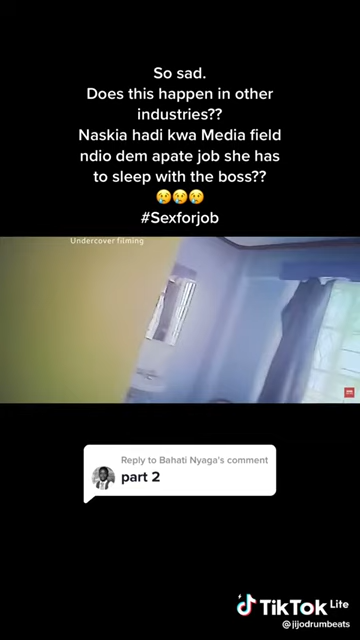 So sad.
Does this happen in other
industries??
Naskia hadi kwa Media field
ndio dem apate job she has
to sleep with the boss??
😢😢😢
#Sexforjob
Undercover filming
Reply to Bahati Nyaga's comment
part 2
TikTok Lite
@jijodrumbeats